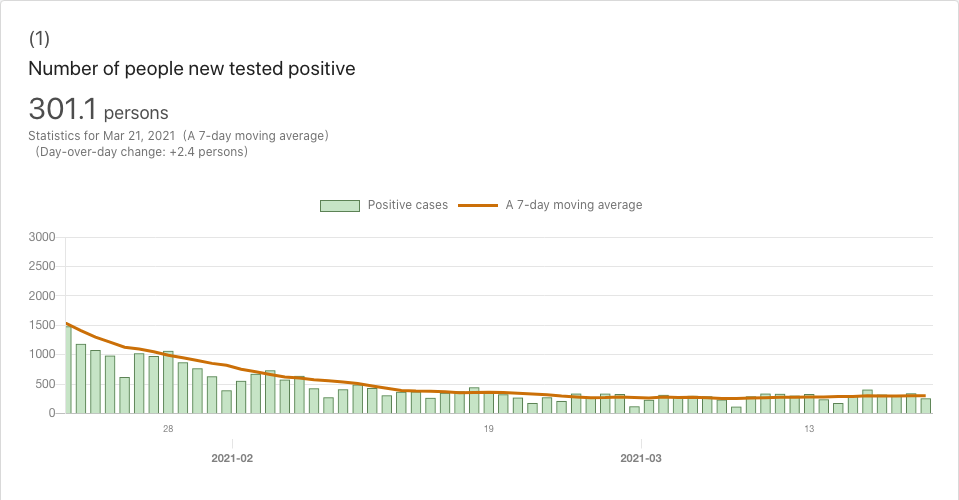 (1)
Number of people new tested positive
301.1 persons
Statistics for Mar 21, 2021 (A 7-day moving average)
(Day-over-day change: +2.4 persons)
Positive cases A 7-day moving average
3000
2500
2000
1500
1000
500
0
28 19 13
2021-02 2021-03